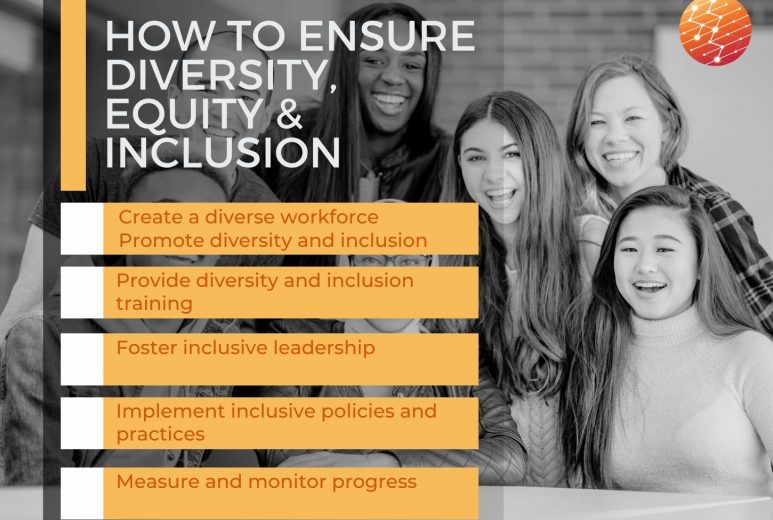 HOW TO ENSURE
DIVERSITY,
EQUITY &
INCLUSION
Create a diverse workforce
Promote diversity and inclusion
Provide diversity and inclusion
training
Foster inclusive leadership
Implement inclusive policies and
practices
Measure and monitor progress